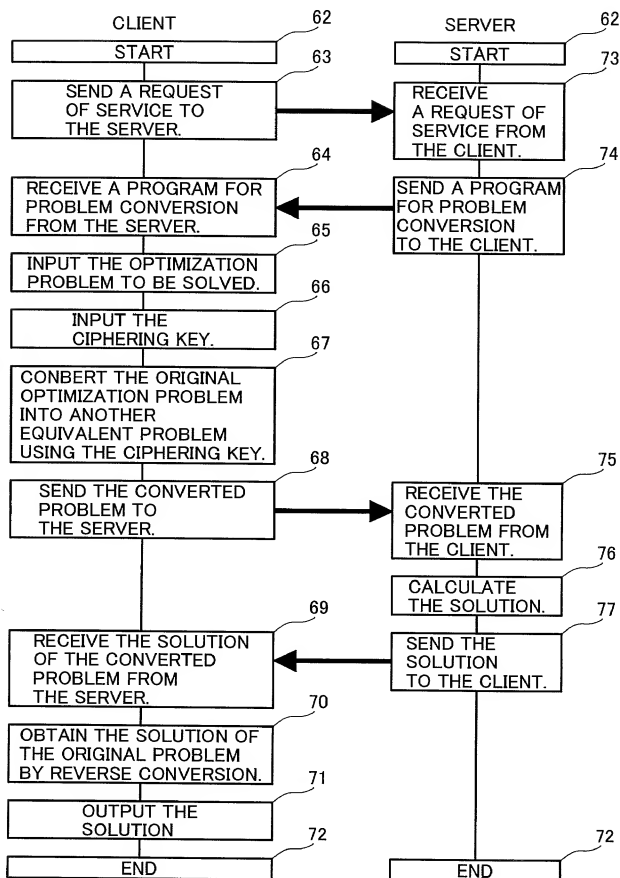 CLIENT
62
START
63
SEND A REQUEST
OF SERVICE TO
THE SERVER.
64
RECEIVE A PROGRAM FOR
PROBLEM CONVERSION
FROM THE SERVER.
65
INPUT THE OPTIMIZATION
PROBLEM TO BE SOLVED.
66
INPUT THE
CIPHERING KEY.
67
CONBERT THE ORIGINAL
OPTIMIZATION PROBLEM
INTO ANOTHER
EQUIVALENT PROBLEM
USING THE CIPHERING KEY.
68
SEND THE CONVERTED
PROBLEM TO
THE SERVER.
69
RECEIVE THE SOLUTION
OF THE CONVERTED
PROBLEM FROM
THE SERVER.
70
OBTAIN THE SOLUTION OF
THE ORIGINAL PROBLEM
BY REVERSE CONVERSION.
71
OUTPUT THE
SOLUTION
72
END
SERVER
62
START
73
RECEIVE
A REQUEST OF
SERVICE FROM
THE CLIENT.
74
SEND A PROGRAM
FOR PROBLEM
CONVERSION
TO THE CLIENT.
75
RECEIVE THE
CONVERTED
PROBLEM FROM
THE CLIENT.
76
CALCULATE
THE SOLUTION.
77
SEND THE
SOLUTION
TO THE CLIENT.
72
END